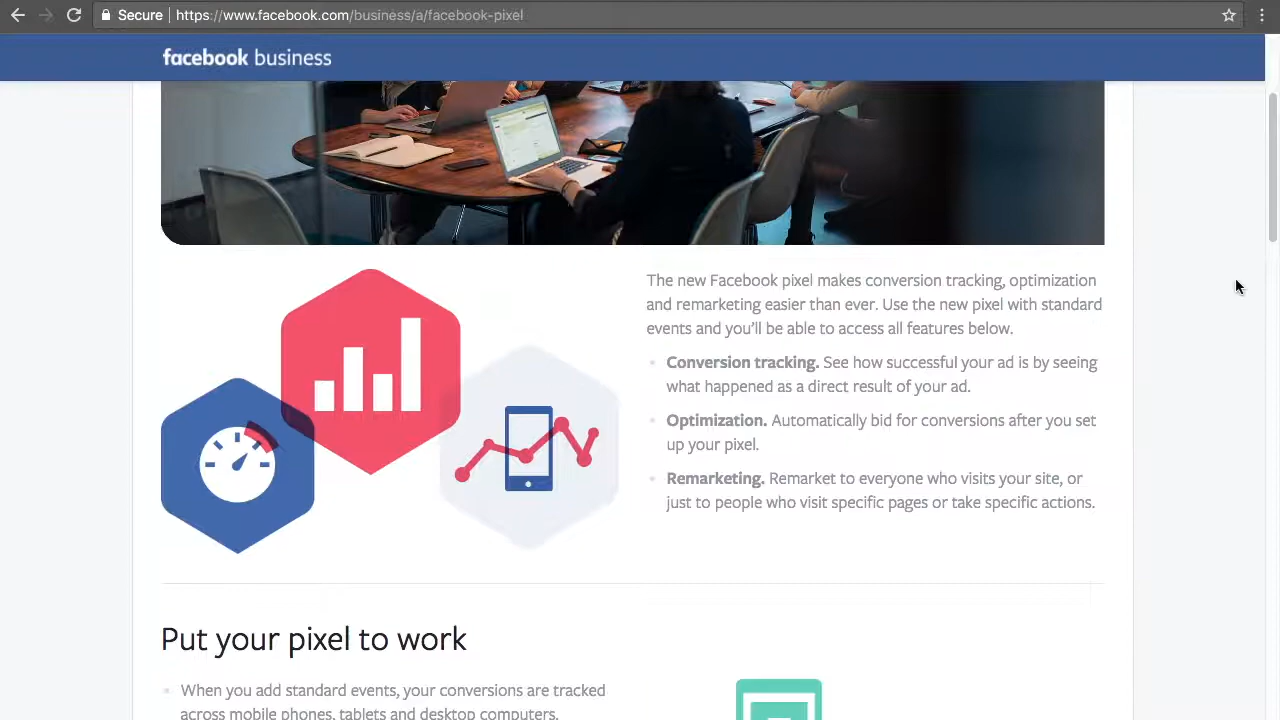 Secure https://www.facebook.com/business/a/facebook-pixel
facebook business
The new Facebook pixel makes conversion tracking, optimization
and remarketing easier than ever. Use the new pixel with standard
events and you'll be able to access all features below.
Conversion tracking. See how successful your ad is by seeing
what happened as a direct result of your ad.
Optimization. Automatically bid for conversions after you set
up your pixel.
Remarketing. Remarket to everyone who visits your site, or
just to people who visit specific pages or take specific actions.
Put your pixel to work
When you add standard events, your conversions are tracked
across mobile phones, tablets and desktop computers.